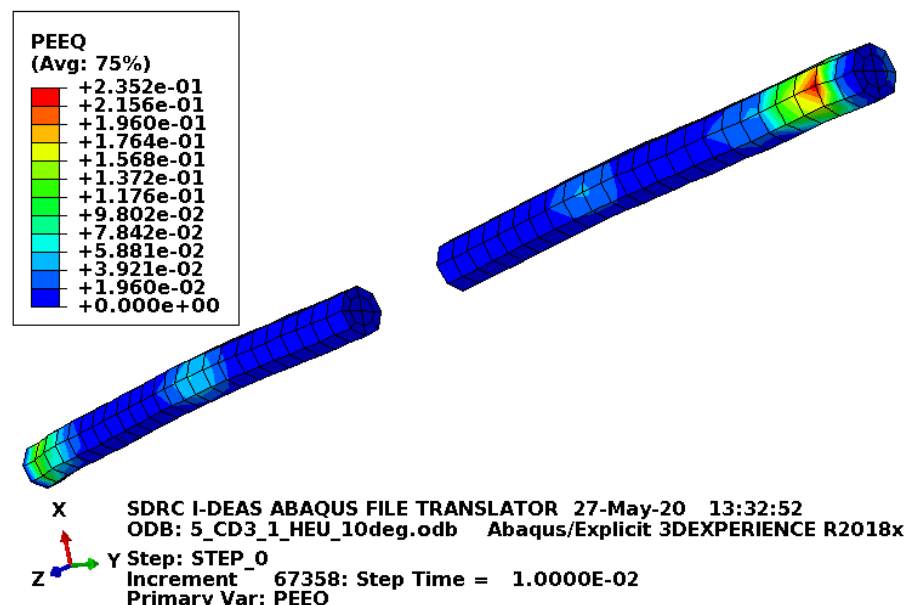 PEEQ
(Avg: 75%)
+2.352e-01
+2.156e-01
+1.960e-01
+1.764e-01
+1.568e-01
+1.372e-01
+1.176e-01
+9.802e-02
+7.842e-02
+5.881e-02
+3.921e-02
+1.960e-02
+0.000e+00
X
Y
Z
SDRC I-DEAS ABAQUS FILE TRANSLATOR 27-May-20 13:32:52
ODB: 5_CD3_1_HEU_10deg.odb Abaqus/Explicit 3DEXPERIENCE R2018x
Step: STEP_0
Increment 67358: Step Time = 1.0000E-02
Primary Var: PEEQ